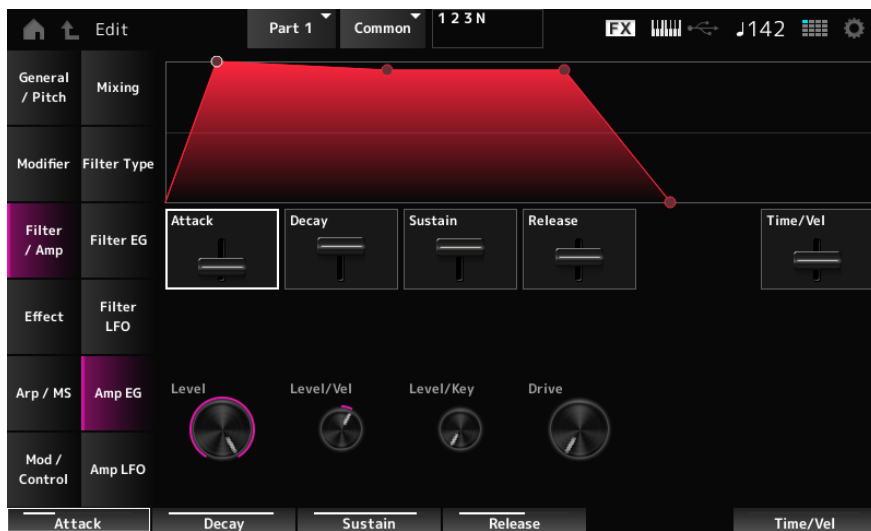 Edit
Part 1
Common
1 2 3 N
FX
♩142
General
/ Pitch
Mixing
Modifier
Filter Type
Filter
/ Amp
Filter EG
Effect
Filter
LFO
Arp / MS
Amp EG
Mod /
Control
Amp LFO
Attack
Decay
Sustain
Release
Time/Vel
Level
Level/Vel
Level/Key
Drive
Attack
Decay
Sustain
Release
Time/Vel